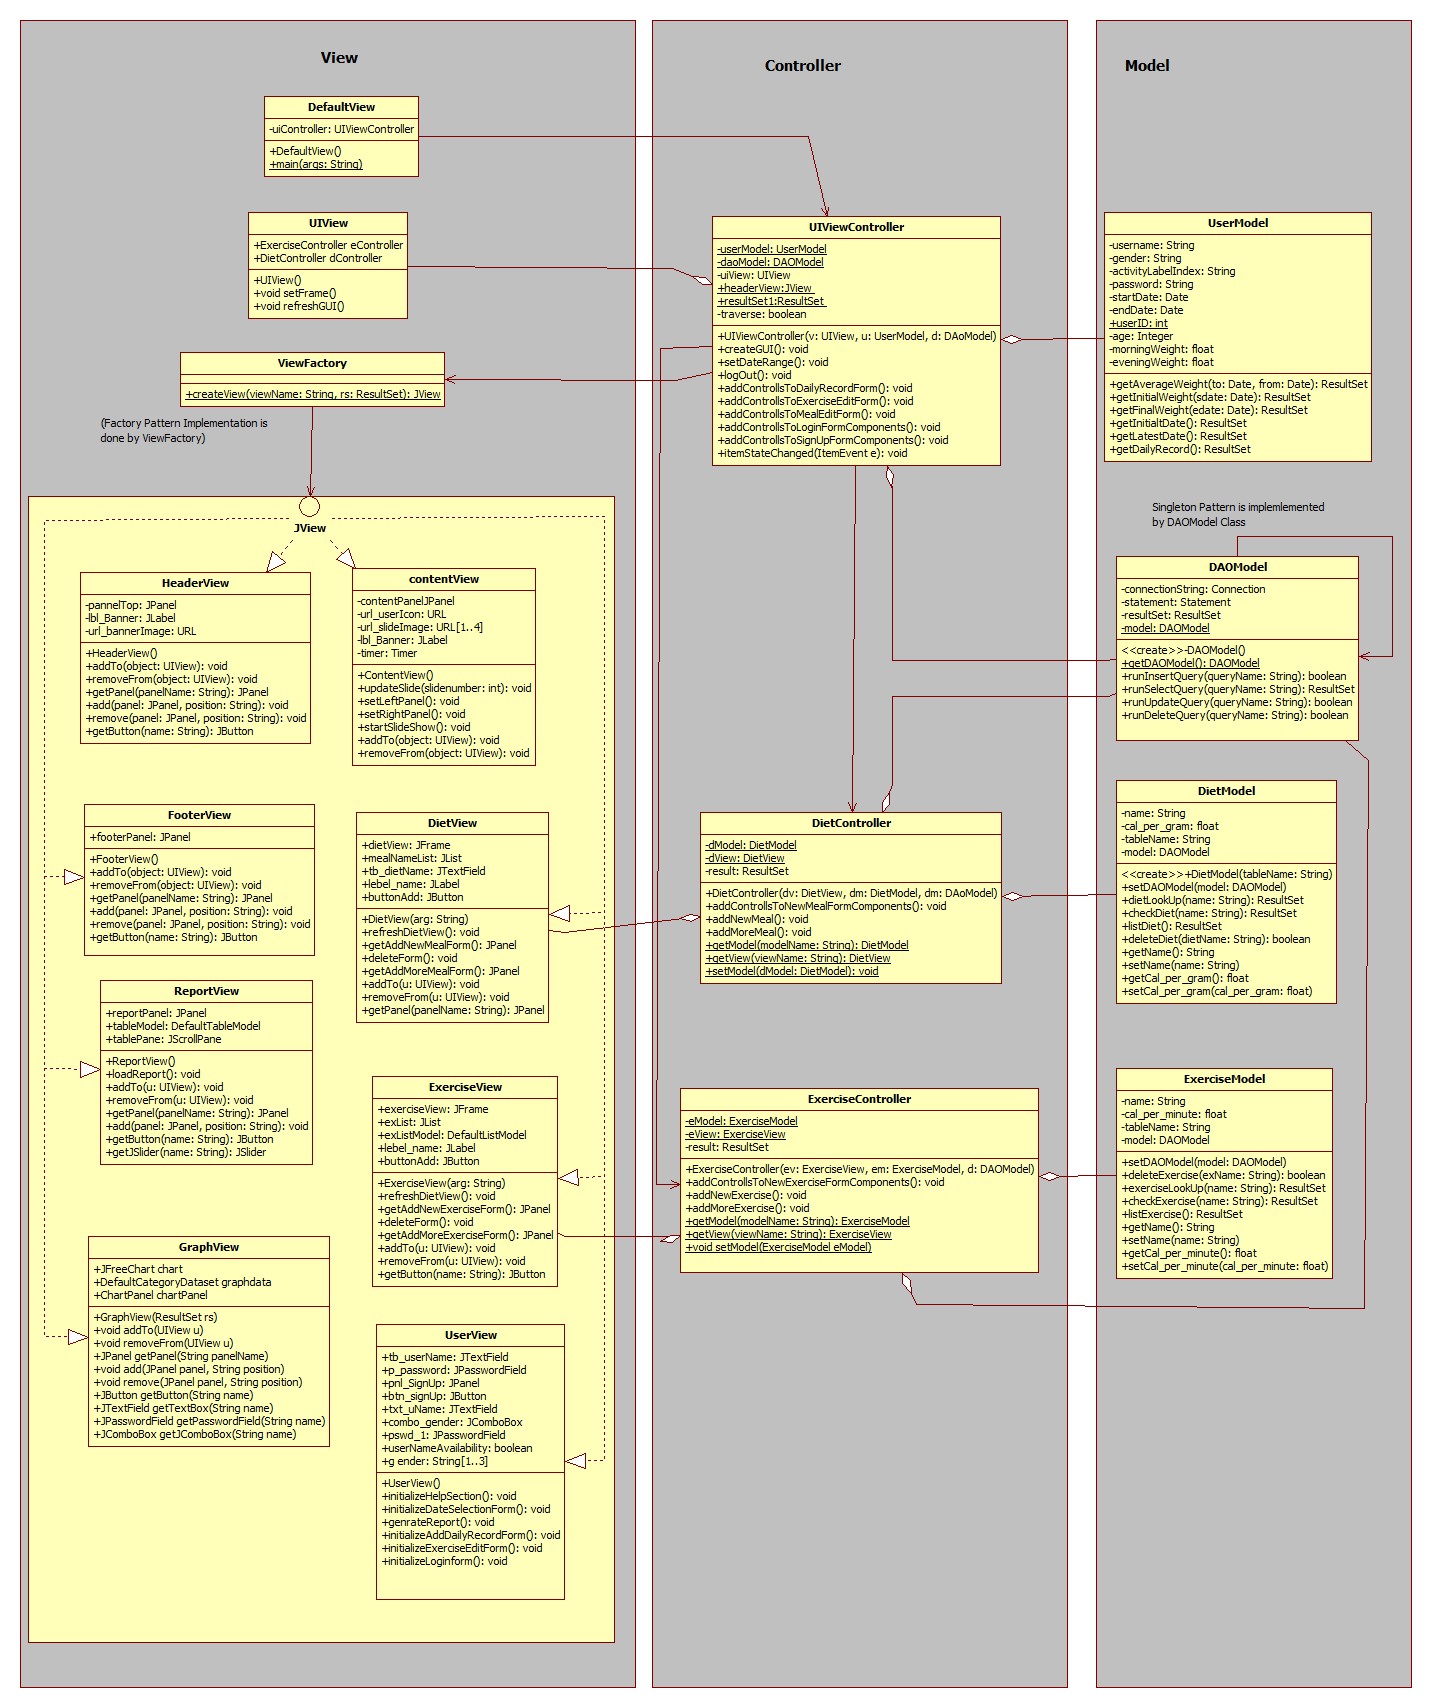 View
DefaultView
-uiController: UIViewController
+DefaultView()
+main(args: String)
UIView
+ExerciseController eController
+DietController dController
+UIView()
+void setFrame()
+void refreshGUI()
ViewFactory
+createView(viewName: String, rs: ResultSet): JView
(Factory Pattern Implementation is
done by ViewFactory)
JView
HeaderView
-pannelTop: JPanel
-lbl_Banner: JLabel
-url_bannerImage: URL
+HeaderView()
+addTo(object: UIView): void
+removeFrom(object: UIView): void
+getPanel(panelName: String): JPanel
+add(panel: JPanel, position: String): void
+remove(panel: JPanel, position: String): void
+getButton(name: String): JButton
contentView
-contentPanelJPanel
-url_userIcon: URL
-url_slideImage: URL[1..4]
-lbl_Banner: JLabel
-timer: Timer
+ContentView()
+updateSlide(slidenumber: int): void
+setLeftPanel(): void
+setRightPanel(): void
+startSlideShow(): void
+addTo(object: UIView): void
+removeFrom(object: UIView): void
FooterView
+footerPanel: JPanel
+FooterView()
+addTo(object: UIView): void
+removeFrom(object: UIView): void
+getPanel(panelName: String): JPanel
+add(panel: JPanel, position: String): void
+remove(panel: JPanel, position: String): void
+getButton(name: String): JButton
DietView
+dietView: JFrame
+mealNameList: JList
+tb_dietName: JTextField
+lebel_name: JLabel
+buttonAdd: JButton
+DietView(arg: String)
+refreshDietView(): void
+getAddNewMealForm(): JPanel
+deleteForm(): void
+getAddMoreMealForm(): JPanel
+addTo(u: UIView): void
+removeFrom(u: UIView): void
+getPanel(panelName: String): JPanel
ReportView
+reportPanel: JPanel
+tableModel: DefaultTableModel
+tablePane: JScrollPane
+ReportView()
+loadReport(): void
+addTo(u: UIView): void
+removeFrom(u: UIView): void
+getPanel(panelName: String): JPanel
+add(panel: JPanel, position: String): void
+getButton(name: String): JButton
+getJSlider(name: String): JSlider
ExerciseView
+exerciseView: JFrame
+exList: JList
+exListModel: DefaultListModel
+lebel_name: JLabel
+buttonAdd: JButton
+ExerciseView(arg: String)
+refreshDietView(): void
+getAddNewExerciseForm(): JPanel
+deleteForm(): void
+getAddMoreExerciseForm(): JPanel
+addTo(u: UIView): void
+removeFrom(u: UIView): void
+getButton(name: String): JButton
GraphView
+JFreeChart chart
+DefaultCategoryDataset graphdata
+ChartPanel chartPanel
+GraphView(ResultSet rs)
+void addTo(UIView u)
+void removeFrom(UIView u)
+JPanel getPanel(String panelName)
+void add(JPanel panel, String position)
+void remove(JPanel panel, String position)
+JButton getButton(String name)
+JTextField getTextBox(String name)
+JPasswordField getPasswordField(String name)
+JComboBox getJComboBox(String name)
UserView
+tb_userName: JTextField
+p_password: JPasswordField
+pnl_SignUp: JPanel
+btn_signUp: JButton
+txt_uName: JTextField
+combo_gender: JComboBox
+pswd_1: JPasswordField
+userNameAvailability: boolean
+g ender: String[1..3]
+UserView()
+initializeHelpSection(): void
+initializeDateSelectionForm(): void
+genrateReport(): void
+initializeAddDailyRecordForm(): void
+initializeExerciseEditForm(): void
+initializeLoginform(): void
Controller
UIViewController
-userModel: UserModel
-daoModel: DAOModel
-uiView: UIView
+headerView:JView
+resultSet1:ResultSet
-traverse: boolean
+UIViewController(v: UIView, u: UserModel, d: DAoModel)
+createGUI(): void
+setDateRange(): void
+logOut(): void
+addControllsToDailyRecordForm(): void
+addControllsToExerciseEditForm(): void
+addControllsToMealEditForm(): void
+addControllsToLoginFormComponents(): void
+addControllsToSignUpFormComponents(): void
+itemStateChanged(ItemEvent e): void
DietController
-dModel: DietModel
-dView: DietView
-result: ResultSet
+DietController(dv: DietView, dm: DietModel, dm: DAoModel)
+addControllsToNewMealFormComponents(): void
+addNewMeal(): void
+addMoreMeal(): void
+getModel(modelName: String): DietModel
+getView(viewName: String): DietView
+setModel(dModel: DietModel): void
ExerciseController
-eModel: ExerciseModel
-eView: ExerciseView
-result: ResultSet
+ExerciseController(ev: ExerciseView, em: ExerciseModel, d: DAOModel)
+addControllsToNewExerciseFormComponents(): void
+addNewExercise(): void
+addMoreExercise(): void
+getModel(modelName: String): ExerciseModel
+getView(viewName: String): ExerciseView
+void setModel(ExerciseModel eModel)
Model
UserModel
-username: String
-gender: String
-activityLabelIndex: String
-password: String
-startDate: Date
-endDate: Date
+userID: int
-age: Integer
-morningWeight: float
-eveningWeight: float
+getAverageWeight(to: Date, from: Date): ResultSet
+getInitialWeight(sdate: Date): ResultSet
+getFinalWeight(edate: Date): ResultSet
+getInitialtDate(): ResultSet
+getLatestDate(): ResultSet
+getDailyRecord(): ResultSet
Singleton Pattern is implemlemented
by DAOModel Class
DAOModel
-connectionString: Connection
-statement: Statement
-resultSet: ResultSet
-model: DAOModel
<<create>>-DAOModel()
+getDAOModel(): DAOModel
+runInsertQuery(queryName: String): boolean
+runSelectQuery(queryName: String): ResultSet
+runUpdateQuery(queryName: String): boolean
+runDeleteQuery(queryName: String): boolean
DietModel
-name: String
-cal_per_gram: float
-tableName: String
-model: DAOModel
<<create>>+DietModel(tableName: String)
+setDAOModel(model: DAOModel)
+dietLookUp(name: String): ResultSet
+checkDiet(name: String): ResultSet
+listDiet(): ResultSet
+deleteDiet(dietName: String): boolean
+getName(): String
+setName(name: String)
+getCal_per_gram(): float
+setCal_per_gram(cal_per_gram: float)
ExerciseModel
-name: String
-cal_per_minute: float
-tableName: String
-model: DAOModel
+setDAOModel(model: DAOModel)
+deleteExercise(exName: String): boolean
+exerciseLookUp(name: String): ResultSet
+checkExercise(name: String): ResultSet
+listExercise(): ResultSet
+getName(): String
+setName(name: String)
+getCal_per_minute(): float
+setCal_per_minute(cal_per_minute: float)